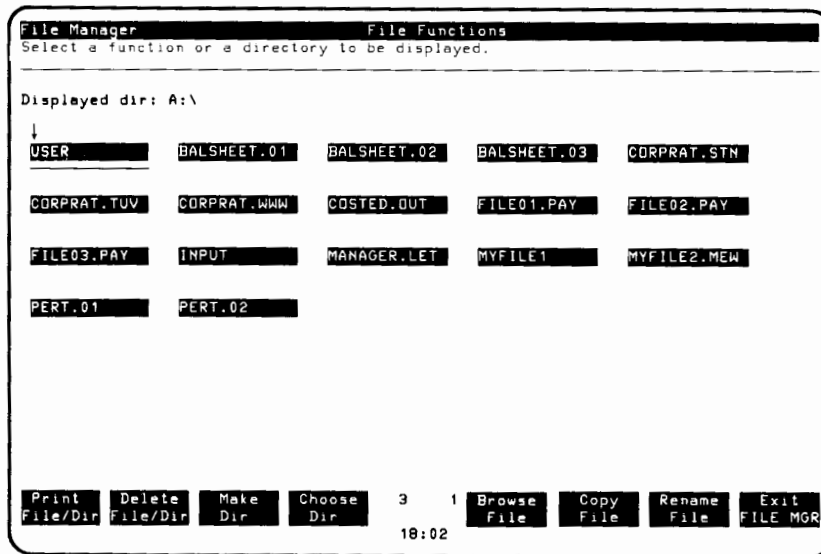 File Manager File Functions
Select a function or a directory to be displayed.
Displayed dir: A:\
↓
USER BALSHEET.01 BALSHEET.02 BALSHEET.03 CORPRAT.STN
CORPRAT.TUV CORPRAT.WWW COSTED.OUT FILE01.PAY FILE02.PAY
FILE03.PAY INPUT MANAGER.LET MYFILE1 MYFILE2.MEW
PERT.01 PERT.02
Print Delete Make Choose 3 1 Browse Copy Rename Exit
File/Dir File/Dir Dir Dir File File File FILE MGR
18:02